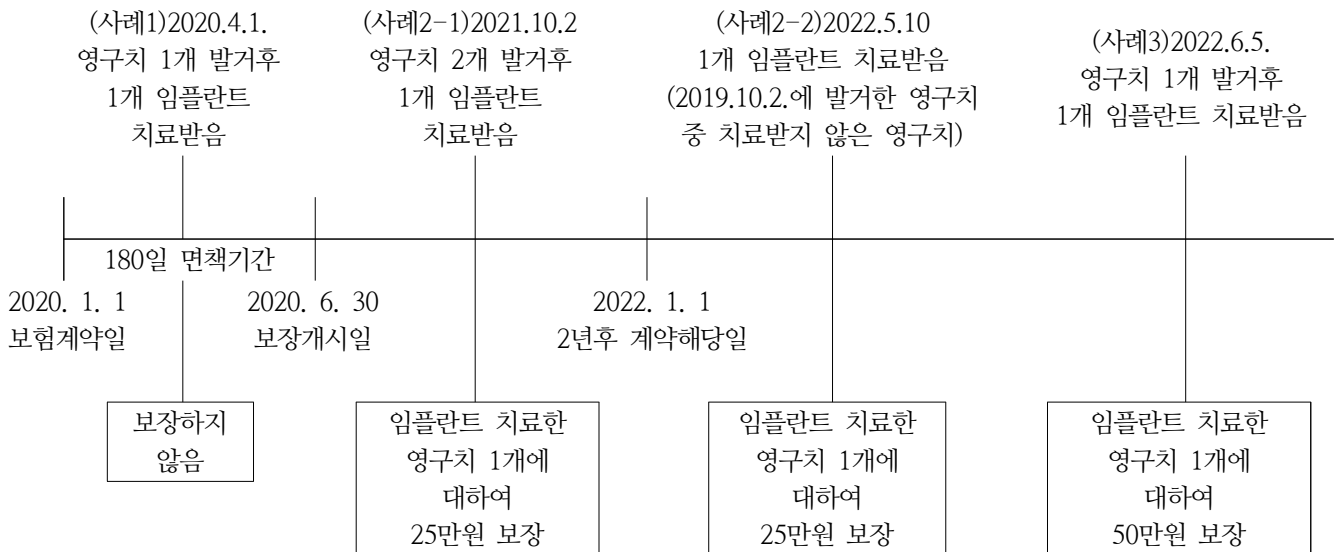 (사례1)2020.4.1.
영구치 1개 발거후
1개 임플란트
치료받음
(사례2-1)2021.10.2
영구치 2개 발거후
1개 임플란트
치료받음
(사례2-2)2022.5.10
1개 임플란트 치료받음
(2019.10.2.에 발거한 영구치
중 치료받지 않은 영구치)
(사례3)2022.6.5.
영구치 1개 발거후
1개 임플란트 치료받음
180일 면책기간
2020. 1. 1
보험계약일
2020. 6. 30
보장개시일
2022. 1. 1
2년후 계약해당일
보장하지
않음
임플란트 치료한
영구치 1개에
대하여
25만원 보장
임플란트 치료한
영구치 1개에
대하여
25만원 보장
임플란트 치료한
영구치 1개에
대하여
50만원 보장